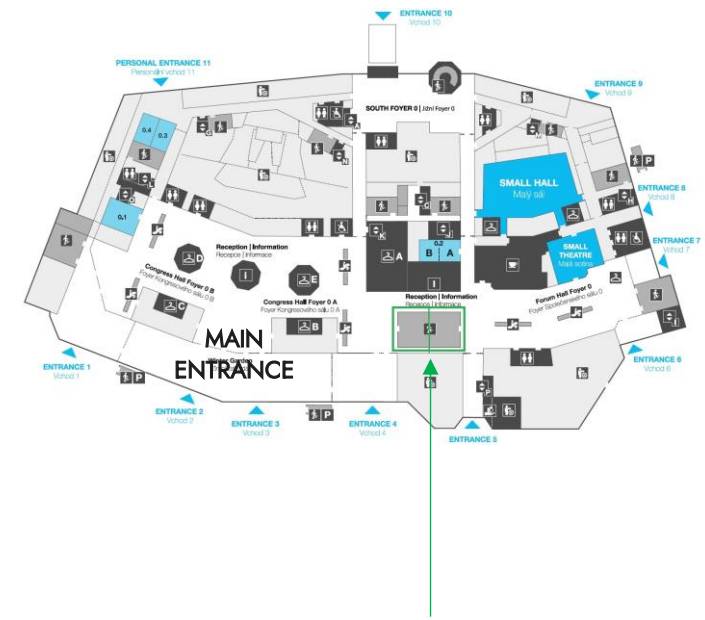 ENTRANCE 10
Vchod 10
PERSONAL ENTRANCE 11
Personální vchod 11
ENTRANCE 9
Vchod 9
SOUTH FOYER 0 | Jižní Foyer 0
0.4
0.3
A
G
N
L
O
H
P
SMALL HALL
Malý sál
ENTRANCE 8
Vchod 8
0.1
C
K
J
0.2
B A
A
I
SMALL
THEATRE
Malá scéna
ENTRANCE 7
Vchod 7
Reception | Information
Recepce | Informace
D
I
E
Congress Hall Foyer 0 B
Foyer Kongresového sálu 0 B
C
Congress Hall Foyer 0 A
Foyer Kongresového sálu 0 A
B
Reception | Information
Recepce | Informace
Forum Hall Foyer 0
Foyer Společenského sálu 0
MAIN
ENTRANCE
Winter Garden
ENTRANCE 1
Vchod 1
P
ENTRANCE 2
Vchod 2
ENTRANCE 3
Vchod 3
P
ENTRANCE 4
Vchod 4
ENTRANCE 5
F
ENTRANCE 6
Vchod 6